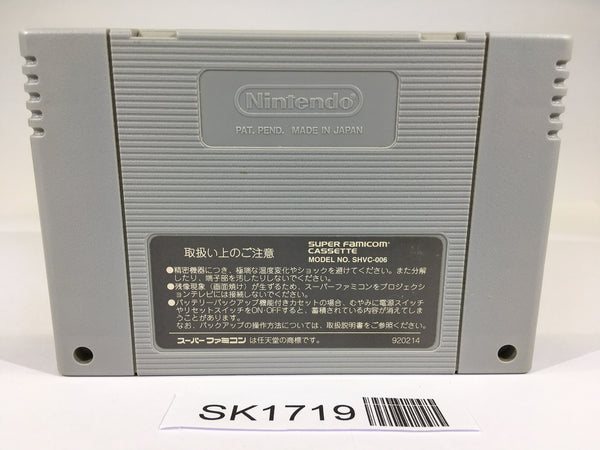 Nintendo®
PAT. PEND. MADE IN JAPAN
取扱い上のご注意
SUPER FAMICOM
CASSETTE
MODEL NO. SHVC-006
●精密機器につき、極端な温度変化やショックを避けてください。また分解
したり、端子部を汚したりしないでください。
●残像現象（画面焼け）が生ずるため、スーパーファミコンをプロジェクシ
ョンテレビには接続しないでください。
●バッテリーバックアップ機能付きカセットの場合、むやみに電源スイッチ
やリセットスイッチをON・OFFすると、蓄積されている内容が消えてしま
うことがあります。
なお、バックアップの操作方法については、取扱説明書をご参照ください。
スーパーファミコンは任天堂の商標です。
920214
SK1719